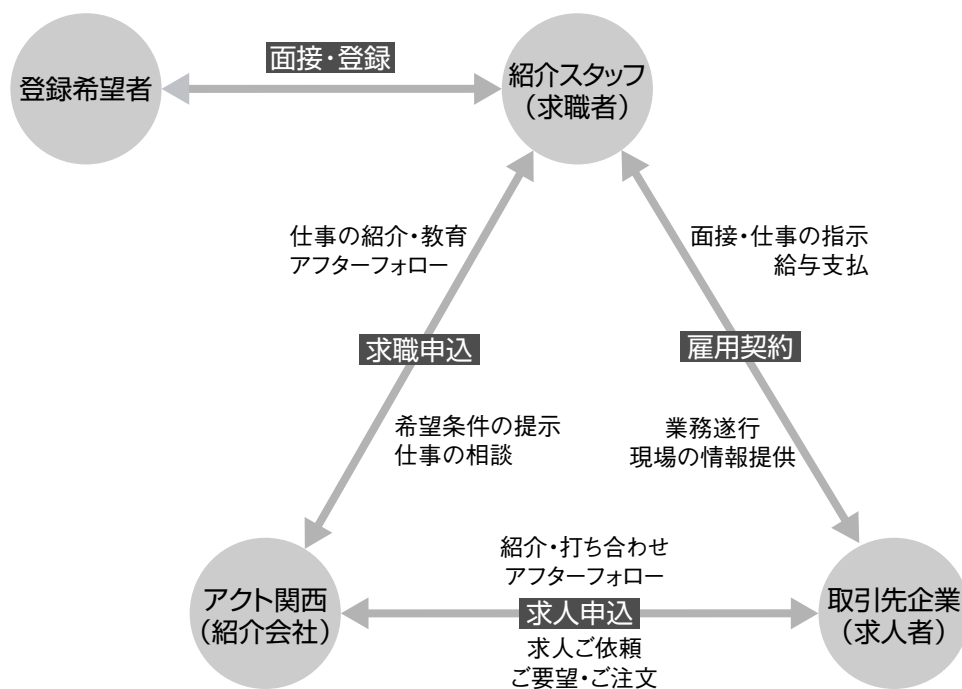 面接・登録
登録希望者
紹介スタッフ
（求職者）
仕事の紹介・教育
アフターフォロー
面接・仕事の指示
給与支払
求職申込
雇用契約
希望条件の提示
仕事の相談
業務遂行
現場の情報提供
紹介・打ち合わせ
アフターフォロー
アクト関西
（紹介会社）
求人申込
取引先企業
（求人者）
求人ご依頼
ご要望・ご注文